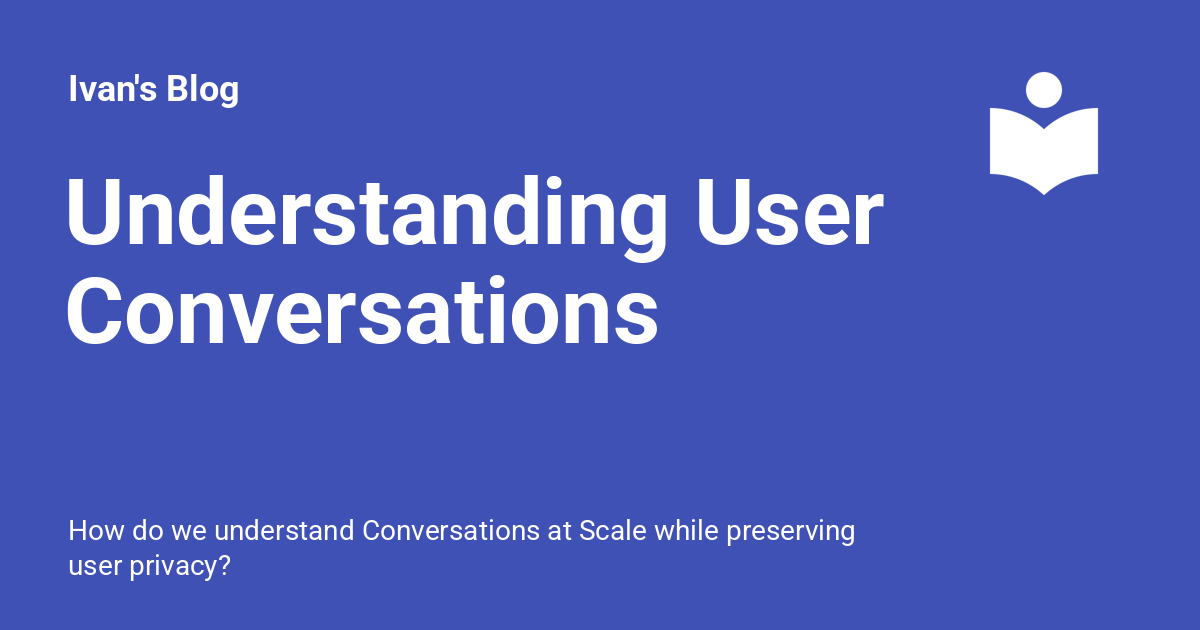 Ivan's Blog
Understanding User
Conversations
How do we understand Conversations at Scale while preserving
user privacy?